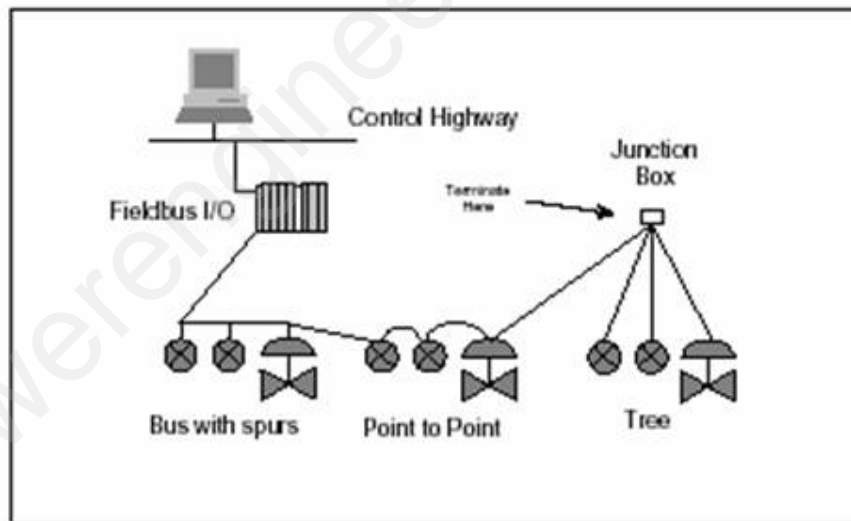 Control Highway
Junction
Box
Terminate
Here
Fieldbus I/O
Bus with spurs
Point to Point
Tree